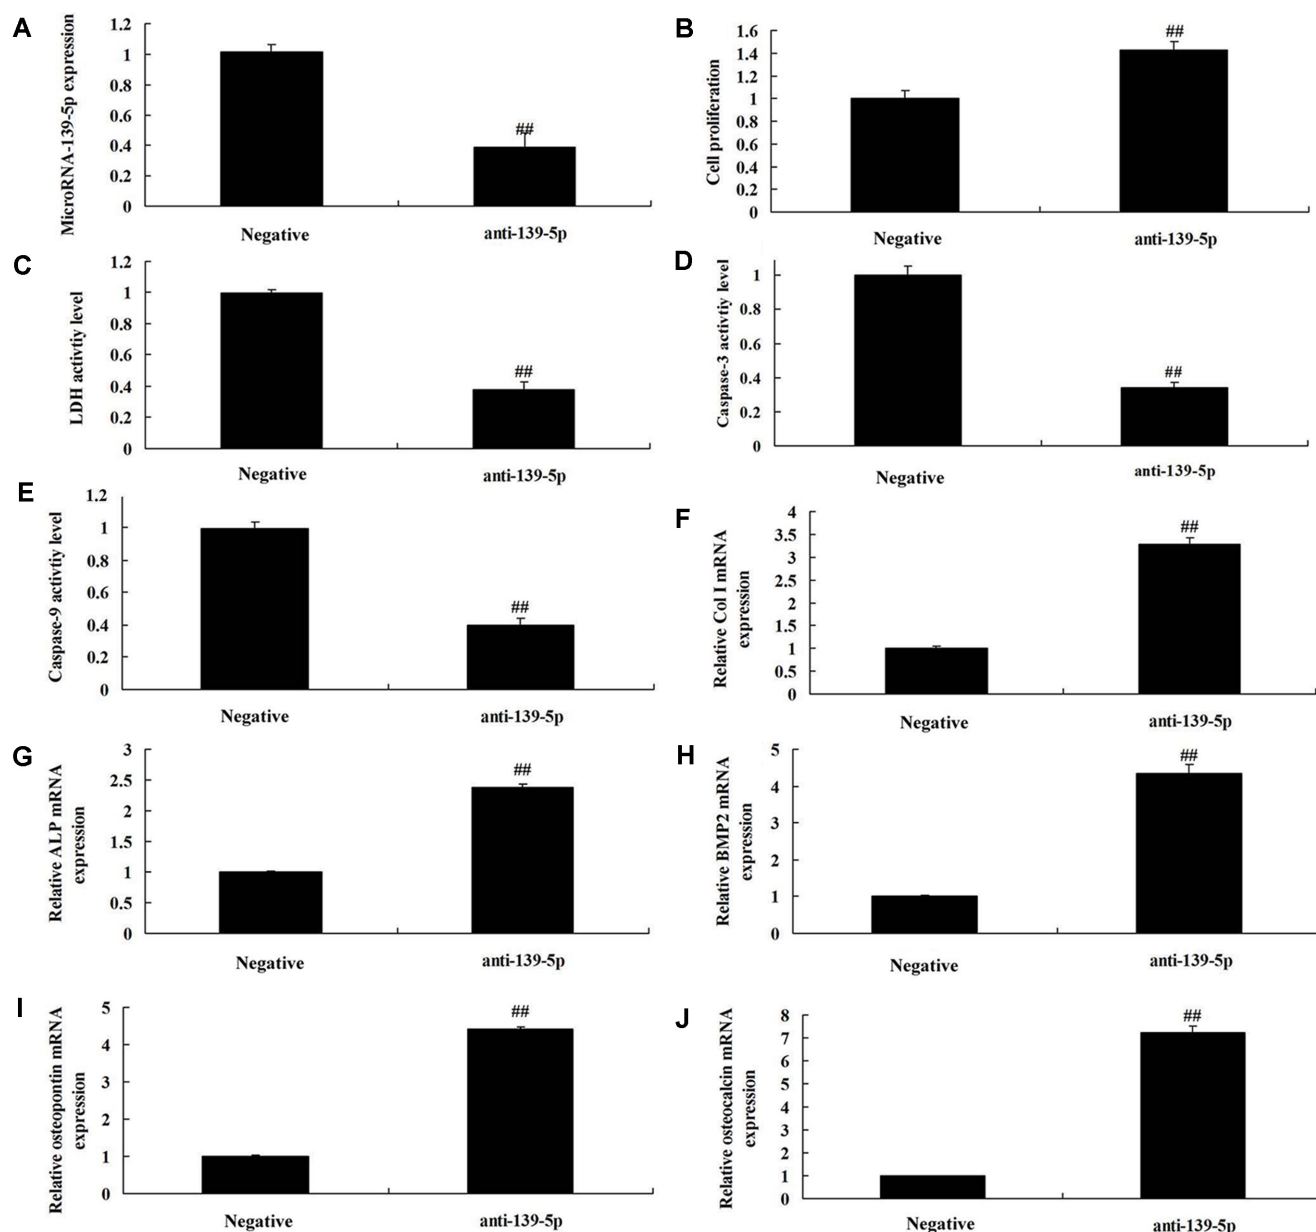 A
MicroRNA-139-5p expression
1.2
1
0.8
0.6
0.4
0.2
0
##
Negative
anti-139-5p
B
Cell proliferation
1.6
1.4
1.2
1
0.8
0.6
0.4
0.2
0
##
Negative
anti-139-5p
C
LDH activtiy level
1.2
1
0.8
0.6
0.4
0.2
0
##
Negative
anti-139-5p
D
Caspase-3 activtiy level
1
0.8
0.6
0.4
0.2
0
##
Negative
anti-139-5p
E
Caspase-9 activtiy level
1.2
1
0.8
0.6
0.4
0.2
0
##
Negative
anti-139-5p
F
Relative Col I mRNA
expression
4
3.5
3
2.5
2
1.5
1
0.5
0
##
Negative
anti-139-5p
G
Relative ALP mRNA
expression
3
2.5
2
1.5
1
0.5
0
##
Negative
anti-139-5p
H
Relative BMP2 mRNA
expression
5
4
3
2
1
0
##
Negative
anti-139-5p
I
Relative osteopontin mRNA
expression
5
4
3
2
1
0
##
Negative
anti-139-5p
J
Relative osteocalcin mRNA
expression
8
7
6
5
4
3
2
1
0
##
Negative
anti-139-5p